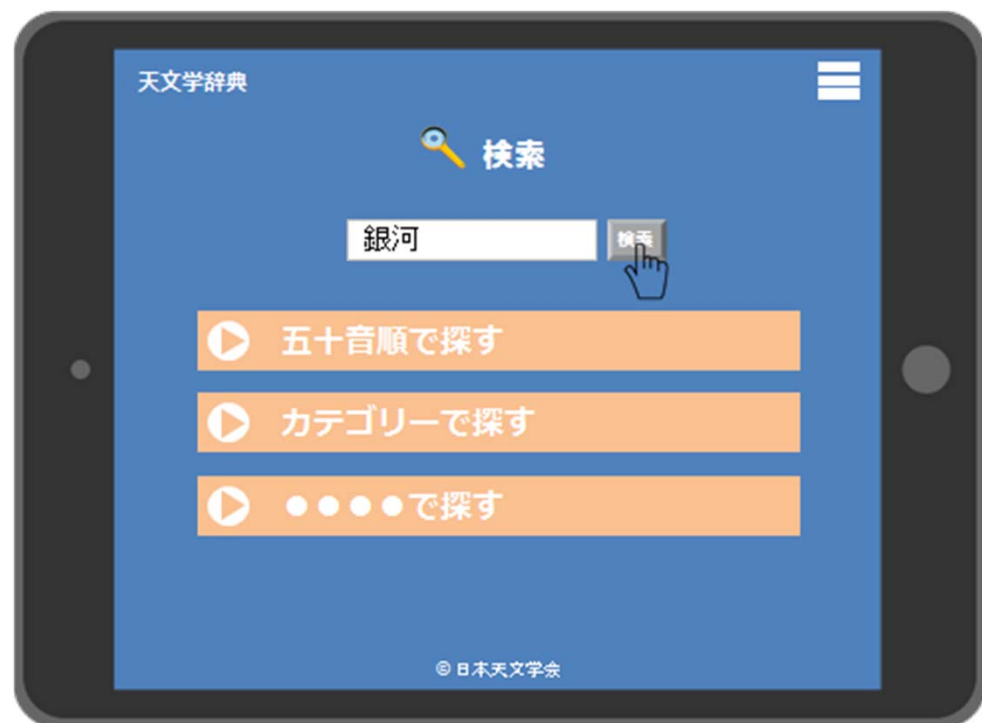 天文学辞典
検索
銀河
検索
五十音順で探す
カテゴリーで探す
●●●●で探す
© 日本天文学会